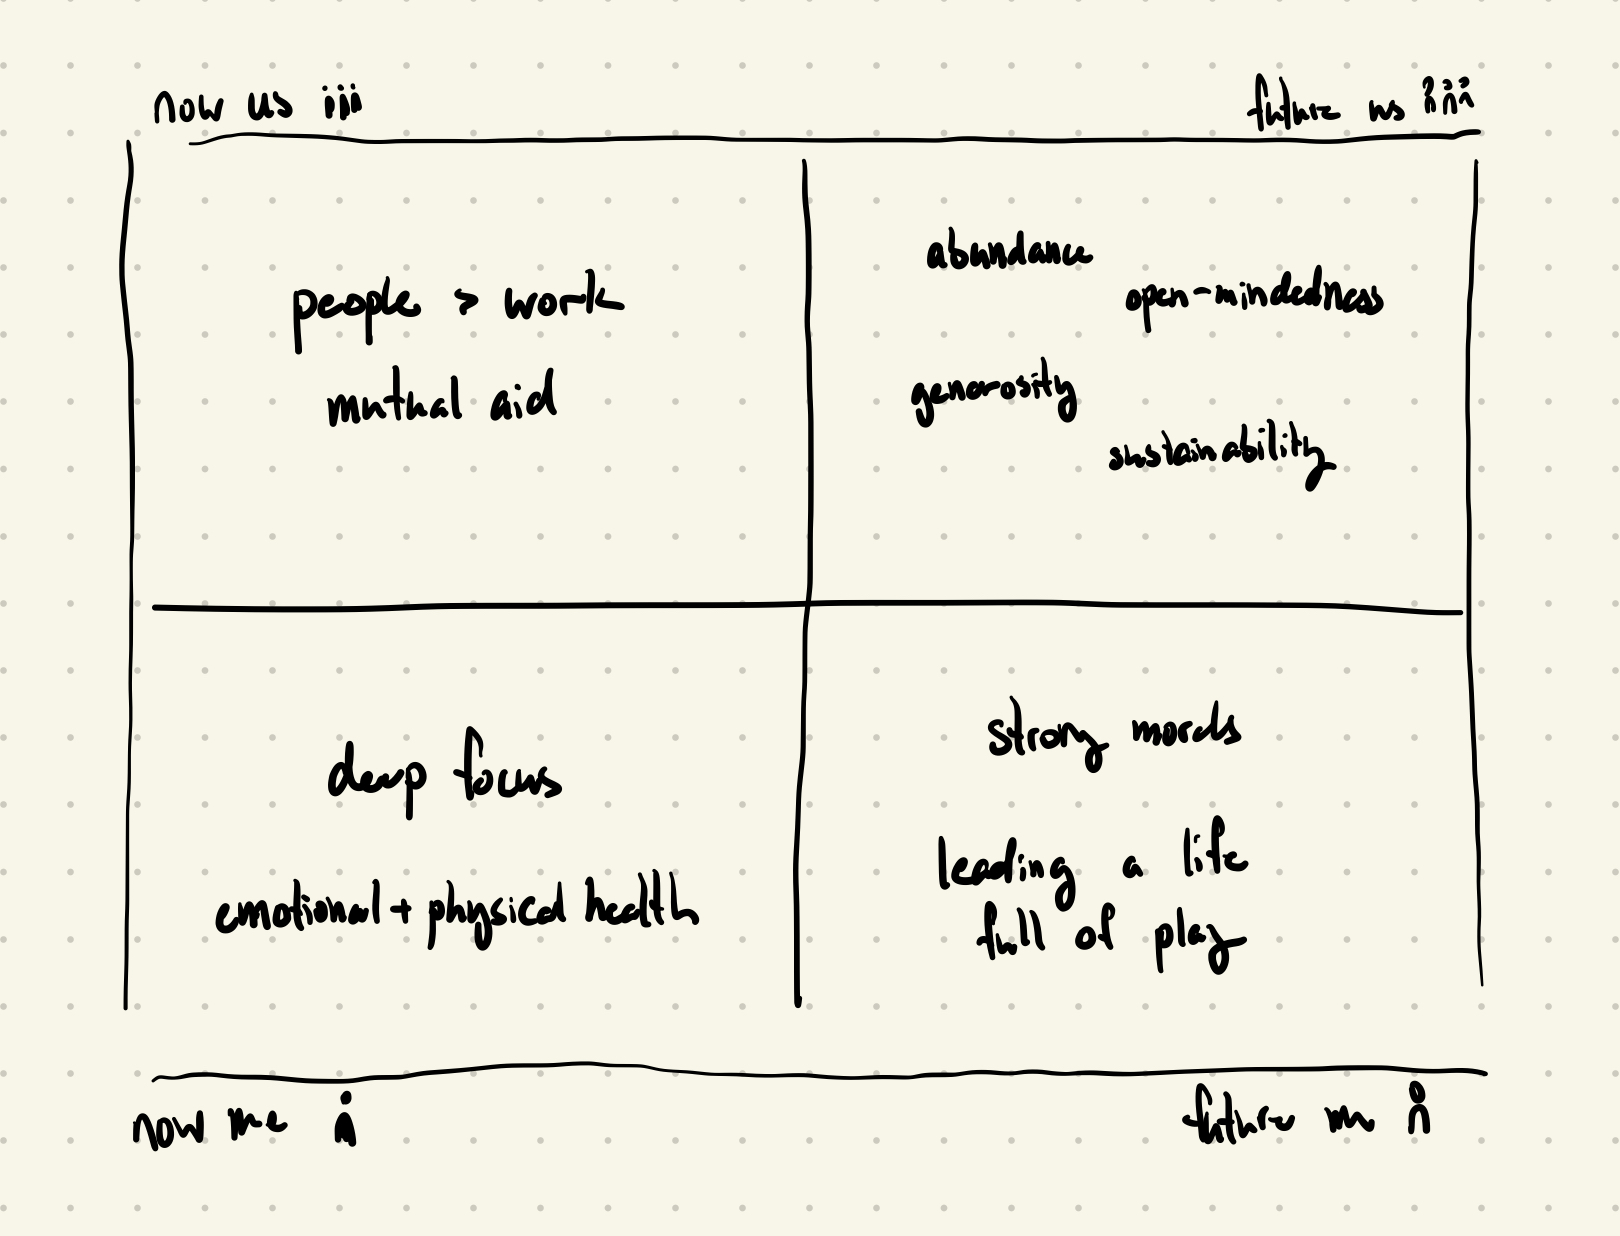 now us
future us
people > work
mutual aid
abundance
open-mindedness
generosity
sustainability
deep focus
emotional + physical health
strong morals
leading a life
full of play
now me
future me